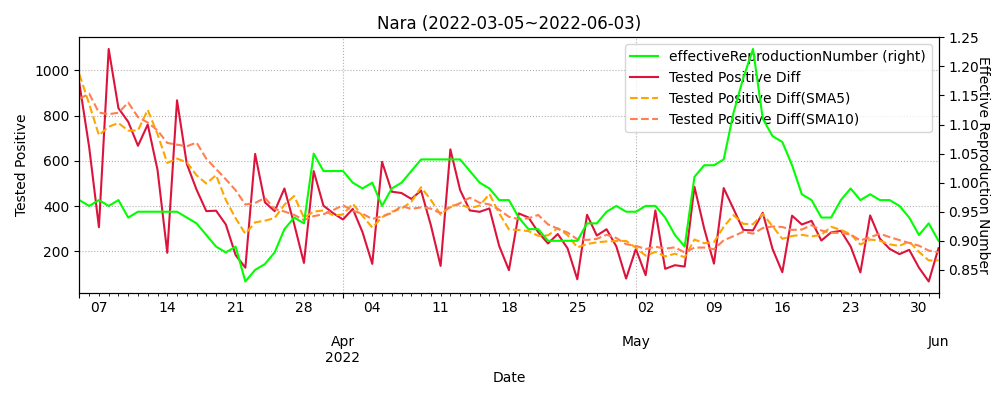 Nara (2022-03-05~2022-06-03)
effectiveReproductionNumber (right)
Tested Positive Diff
Tested Positive Diff(SMA5)
Tested Positive Diff(SMA10)
Tested Positive
1000
800
600
400
200
1.25
1.20
1.15
1.10
1.05
1.00
0.95
0.90
0.85
Effective Reproduction Number
07 14 21 28 04 11 18 25 02 09 16 23 30
Apr May Jun
2022
Date